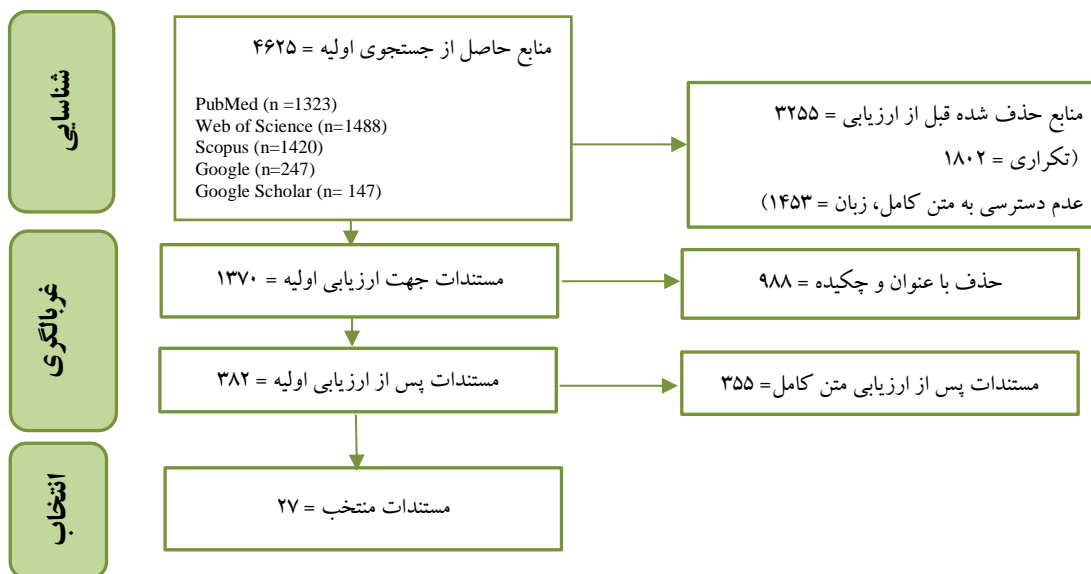 شناسایی
منابع حاصل از جستجوی اولیه = ۴۶۲۵
PubMed (n =1323)
Web of Science (n=1488)
Scopus (n=1420)
Google (n=247)
Google Scholar (n= 147)
منابع حذف شده قبل از ارزیابی = ۳۲۵۵
(تکراری = ۱۸۰۲
عدم دسترسی به متن کامل، زبان = ۱۴۵۳)
غربالگری
مستندات جهت ارزیابی اولیه = ۱۳۷۰
حذف با عنوان و چکیده = ۹۸۸
مستندات پس از ارزیابی اولیه = ۳۸۲
مستندات پس از ارزیابی متن کامل= ۳۵۵
انتخاب
مستندات منتخب = ۲۷